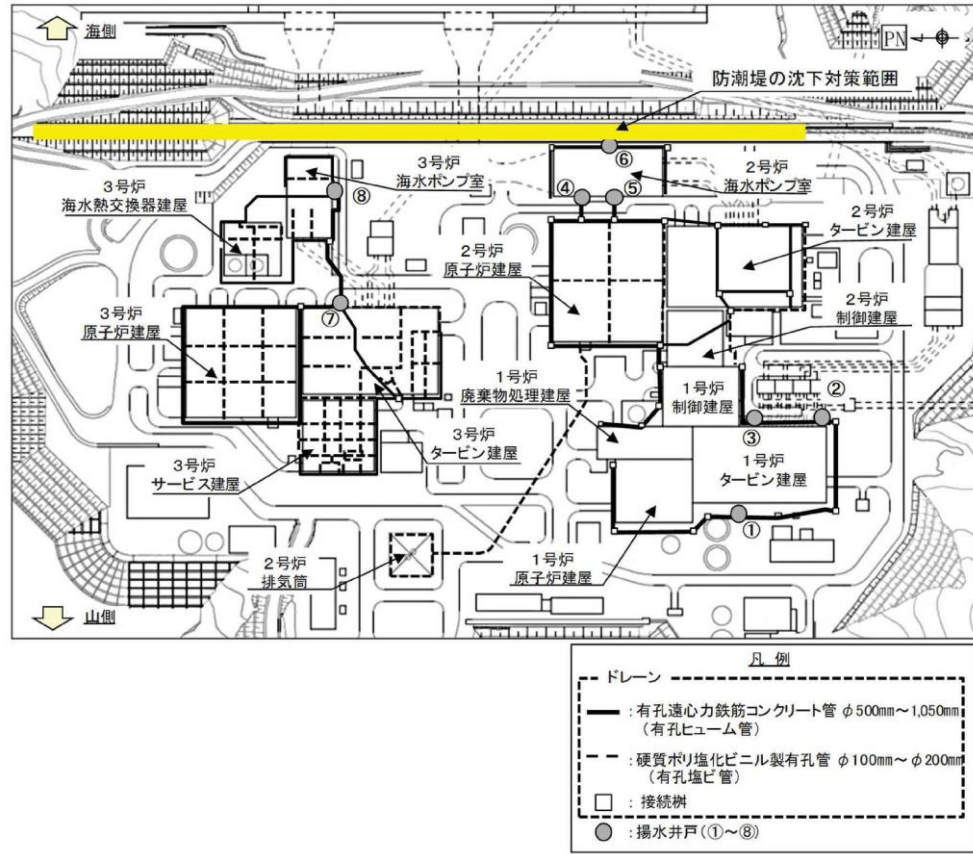 海側
PN
防潮堤の沈下対策範囲
⑥
3号炉
海水ポンプ室
2号炉
海水ポンプ室
④
⑤
⑧
3号炉
海水熱交換器建屋
2号炉
タービン建屋
2号炉
原子炉建屋
2号炉
制御建屋
⑦
3号炉
原子炉建屋
1号炉
廃棄物処理建屋
1号炉
制御建屋
②
③
3号炉
タービン建屋
3号炉
サービス建屋
1号炉
タービン建屋
①
2号炉
排気筒
1号炉
原子炉建屋
山側
凡 例
ドレーン
:有孔遠心力鉄筋コンクリート管 φ500mm～1,050mm
(有孔ヒューム管)
:硬質ポリ塩化ビニル製有孔管 φ100mm～φ200mm
(有孔塩ビ管)
:接続桝
:揚水井戸(①～⑧)